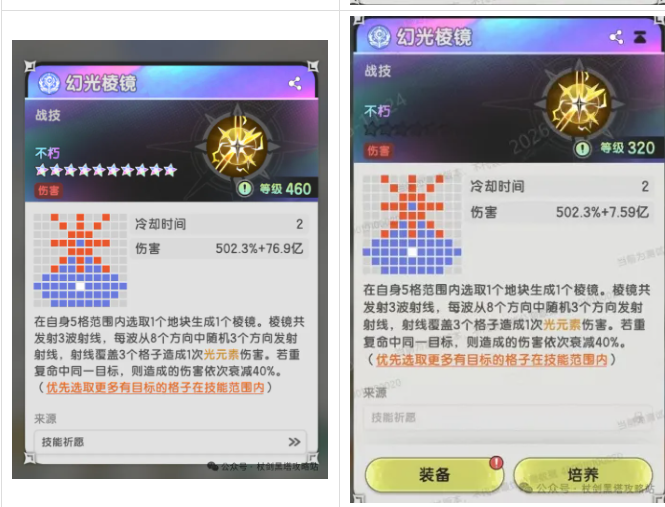 幻光棱镜
战技
不朽
伤害
等级 460
冷却时间 2
伤害 502.3%+76.9亿
在自身5格范围内选取1个地块生成1个棱镜。棱镜共
发射3波射线，每波从8个方向中随机3个方向发射
射线，射线覆盖3个格子造成1次光元素伤害。若重
复命中同一目标，则造成的伤害依次衰减40%。
（优先选取更多有目标的格子在技能范围内）
来源
技能祈愿
公众号 · 杖剑黑塔攻略站
幻光棱镜
战技
不朽
伤害
等级 320
冷却时间 2
伤害 502.3%+7.59亿
在自身5格范围内选取1个地块生成1个棱镜。棱镜共
发射3波射线，每波从8个方向中随机3个方向发射
射线，射线覆盖3个格子造成1次光元素伤害。若重
复命中同一目标，则造成的伤害依次衰减40%。
（优先选取更多有目标的格子在技能范围内）
来源
技能祈愿
装备
培养
公众号 · 杖剑黑塔攻略站